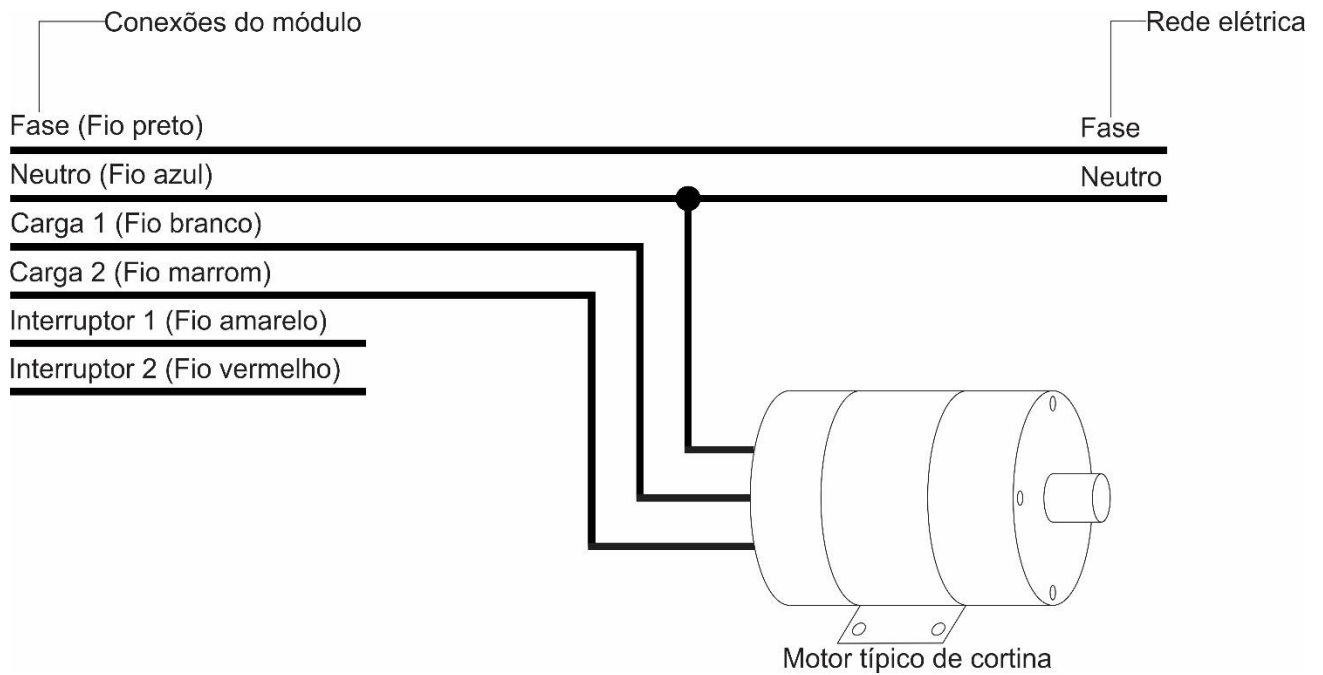 Conexões do módulo
Rede elétrica
Fase (Fio preto)
Fase
Neutro (Fio azul)
Neutro
Carga 1 (Fio branco)
Carga 2 (Fio marrom)
Interruptor 1 (Fio amarelo)
Interruptor 2 (Fio vermelho)
Motor típico de cortina